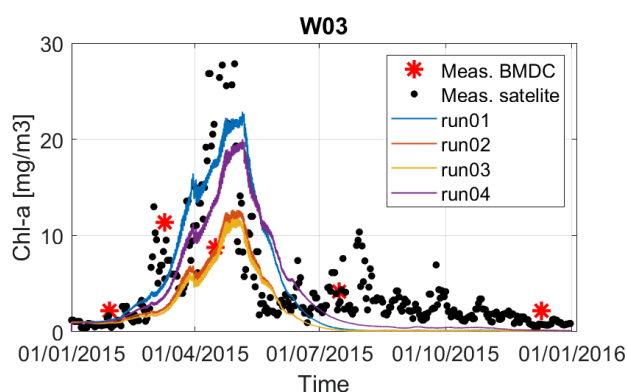 W03
30
20
10
0
Chl-a [mg/m3]
Meas. BMDC
Meas. satelite
run01
run02
run03
run04
01/01/2015 01/04/2015 01/07/2015 01/10/2015 01/01/2016
Time